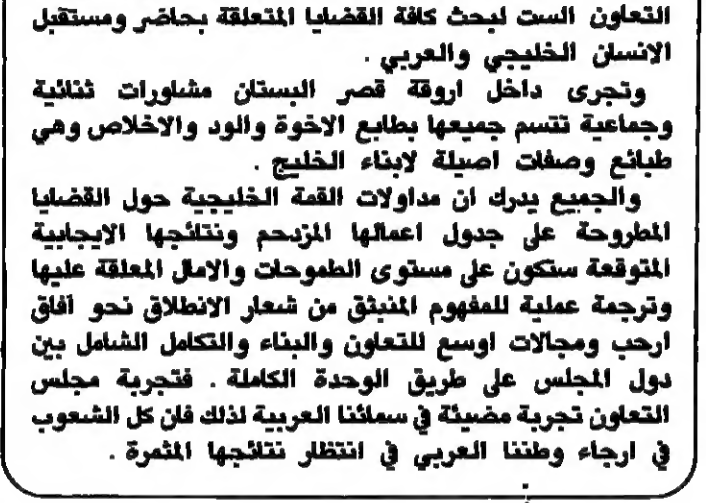 التعاون الست لبحث كافة القضايا المتعلقة بحاضر ومستقبل
الانسان الخليجي والعربي .
وتجرى داخل اروقة قصر البستان مشاورات ثنائية
وجماعية تتسم جميعها بطابع الاخوة والود والاخلاص وهي
طبائع وصفات اصيلة لابناء الخليج .
والجميع يدرك ان مداولات القمة الخليجية حول القضايا
المطروحة على جدول اعمالها المزدحم ونتائجها الايجابية
المتوقعة ستكون على مستوى الطموحات والامال المعلقة عليها
وترجمة عملية للمفهوم المنبثق من شعار الانطلاق نحو آفاق
ارحب ومجالات اوسع للتعاون والبناء والتكامل الشامل بين
دول المجلس على طريق الوحدة الكاملة . فتجربة مجلس
التعاون تجربة مضيئة في سمائنا العربية لذلك فان كل الشعوب
في ارجاء وطننا العربي في انتظار نتائجها المثمرة .